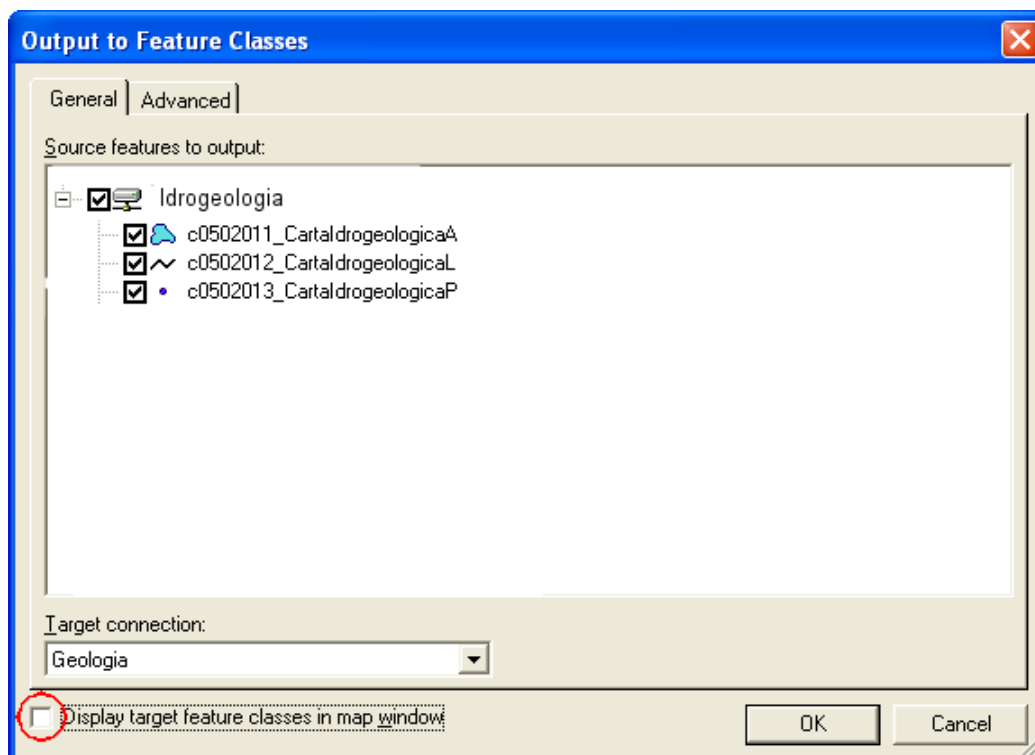 Output to Feature Classes
General Advanced
Source features to output:
Idrogeologia
c0502011_CartaIdrogeologicaA
c0502012_CartaIdrogeologicaL
c0502013_CartaIdrogeologicaP
Target connection:
Geologia
Display target feature classes in map window
OK Cancel